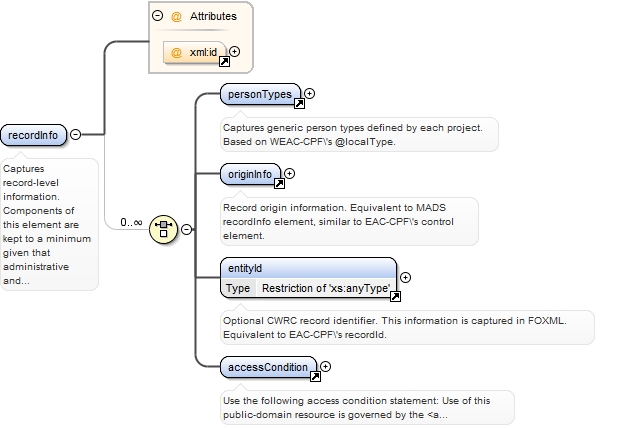 Attributes
@ xml:id
recordInfo
Captures
record-level
information.
Components of
this element are
kept to a minimum
given that
administrative
and...
0..∞
personTypes
Captures generic person types defined by each project.
Based on WEAC-CPF\'s @localType.
originInfo
Record origin information. Equivalent to MADS
recordInfo element, similar to EAC-CPF\'s control
element.
entityId
Type Restriction of 'xs:anyType'
Optional CWRC record identifier. This information is captured in FOXML.
Equivalent to EAC-CPF\'s recordId.
accessCondition
Use the following access condition statement: Use of this
public-domain resource is governed by the <a...